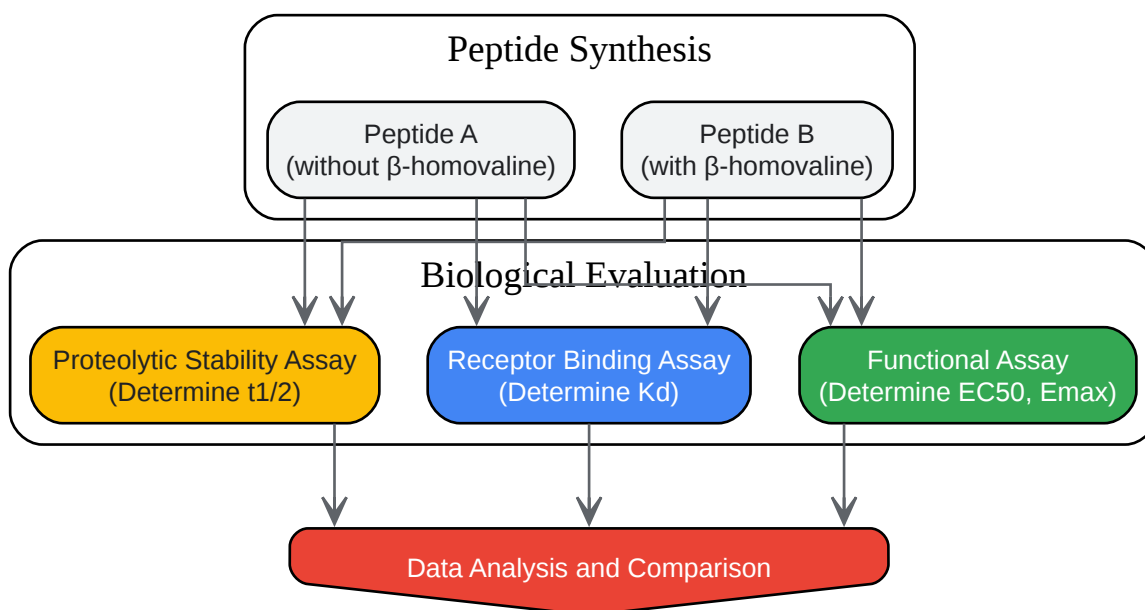 Peptide Synthesis
Peptide A
(without β-homovaline)
Peptide B
(with β-homovaline)
Biological Evaluation
Proteolytic Stability Assay
(Determine t1/2)
Receptor Binding Assay
(Determine Kd)
Functional Assay
(Determine EC50, Emax)
Data Analysis and Comparison